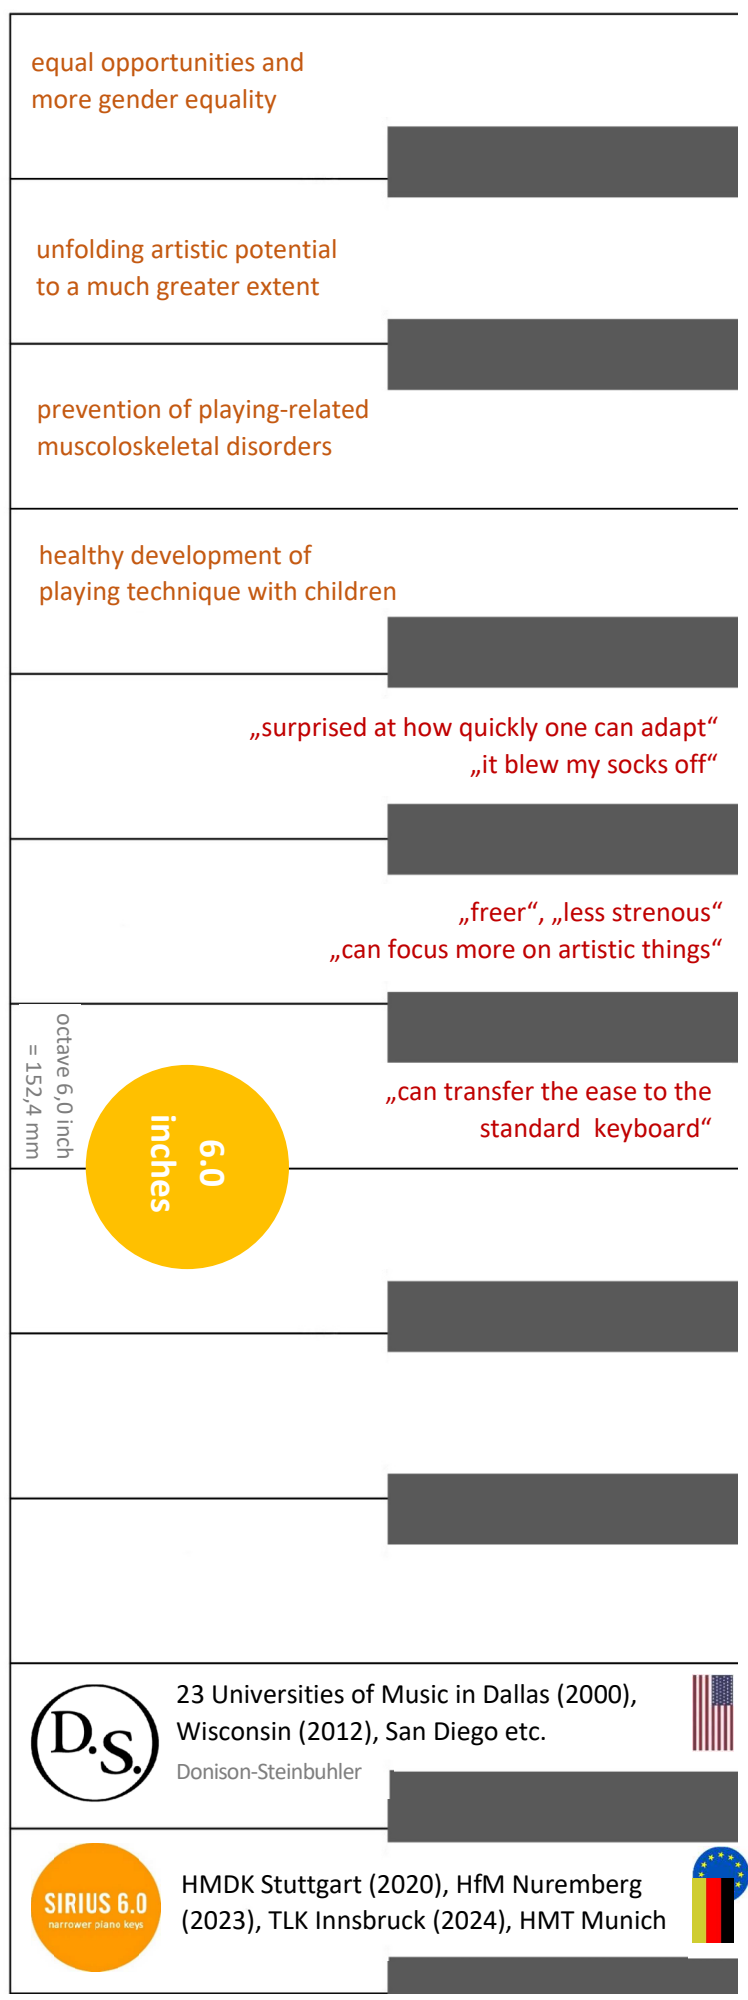 equal opportunities and
more gender equality
unfolding artistic potential
to a much greater extent
prevention of playing-related
muscoloskeletal disorders
healthy development of
playing technique with children
„surprised at how quickly one can adapt“
„it blew my socks off“
„freer“, „less strenous“
„can focus more on artistic things“
octave 6,0 inch
= 152,4 mm
6.0
inches
„can transfer the ease to the
standard keyboard“
D.S.
23 Universities of Music in Dallas (2000),
Wisconsin (2012), San Diego etc.
Donison-Steinbuhler
SIRIUS 6.0
narrower piano keys
HMDK Stuttgart (2020), HfM Nuremberg
(2023), TLK Innsbruck (2024), HMT Munich